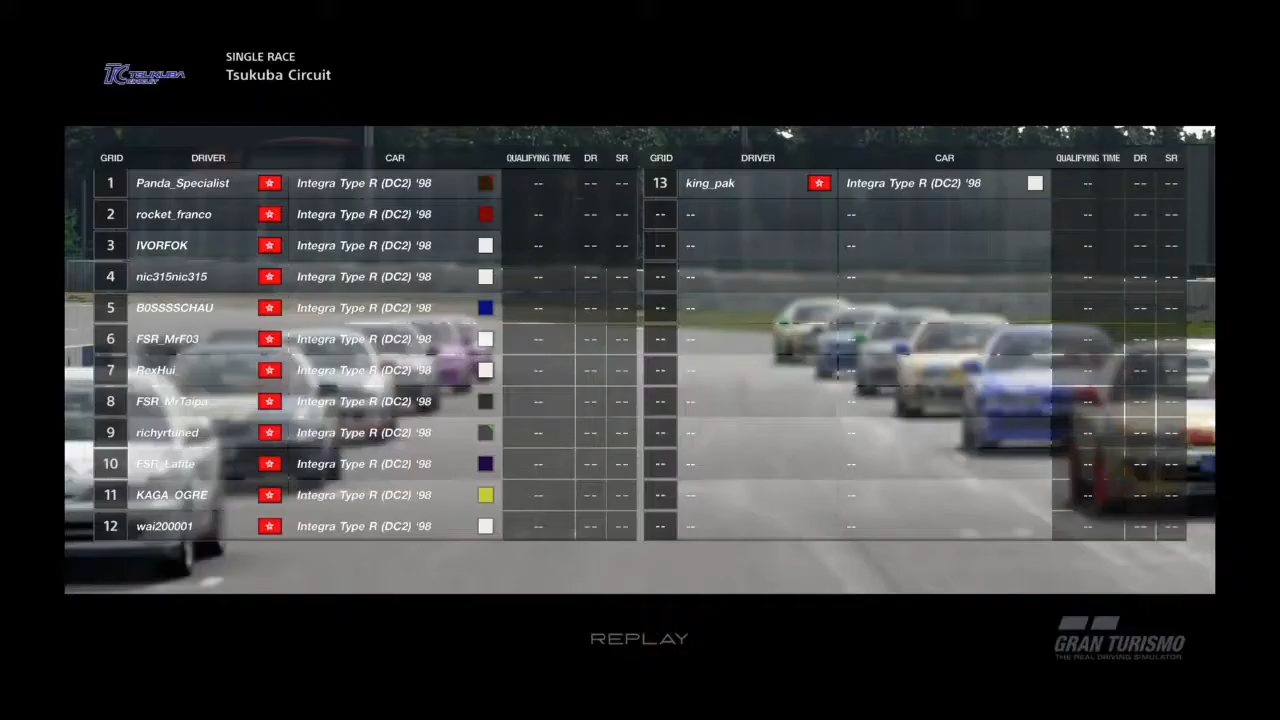 SINGLE RACE
TC TSUKUBA CIRCUIT
Tsukuba Circuit
GRID DRIVER CAR QUALIFYING TIME DR SR
1 Panda_Specialist Integra Type R (DC2) '98 -- -- --
2 rocket_franco Integra Type R (DC2) '98 -- -- --
3 IVORFOK Integra Type R (DC2) '98 -- -- --
4 nic315nic315 Integra Type R (DC2) '98 -- -- --
5 B0SSSSCHAU Integra Type R (DC2) '98 -- -- --
6 FSR_MrF03 Integra Type R (DC2) '98 -- -- --
7 RexHui Integra Type R (DC2) '98 -- -- --
8 FSR_MrTaipa Integra Type R (DC2) '98 -- -- --
9 richyrtuned Integra Type R (DC2) '98 -- -- --
10 FSR_Lafite Integra Type R (DC2) '98 -- -- --
11 KAGA_OGRE Integra Type R (DC2) '98 -- -- --
12 wai200001 Integra Type R (DC2) '98 -- -- --
GRID DRIVER CAR QUALIFYING TIME DR SR
13 king_pak Integra Type R (DC2) '98 -- -- --
-- -- -- -- -- --
-- -- -- -- -- --
-- -- -- -- -- --
-- -- -- -- -- --
-- -- -- -- -- --
-- -- -- -- -- --
-- -- -- -- -- --
-- -- -- -- -- --
-- -- -- -- -- --
-- -- -- -- -- --
-- -- -- -- -- --
REPLAY
GRAN TURISMO
THE REAL DRIVING SIMULATOR